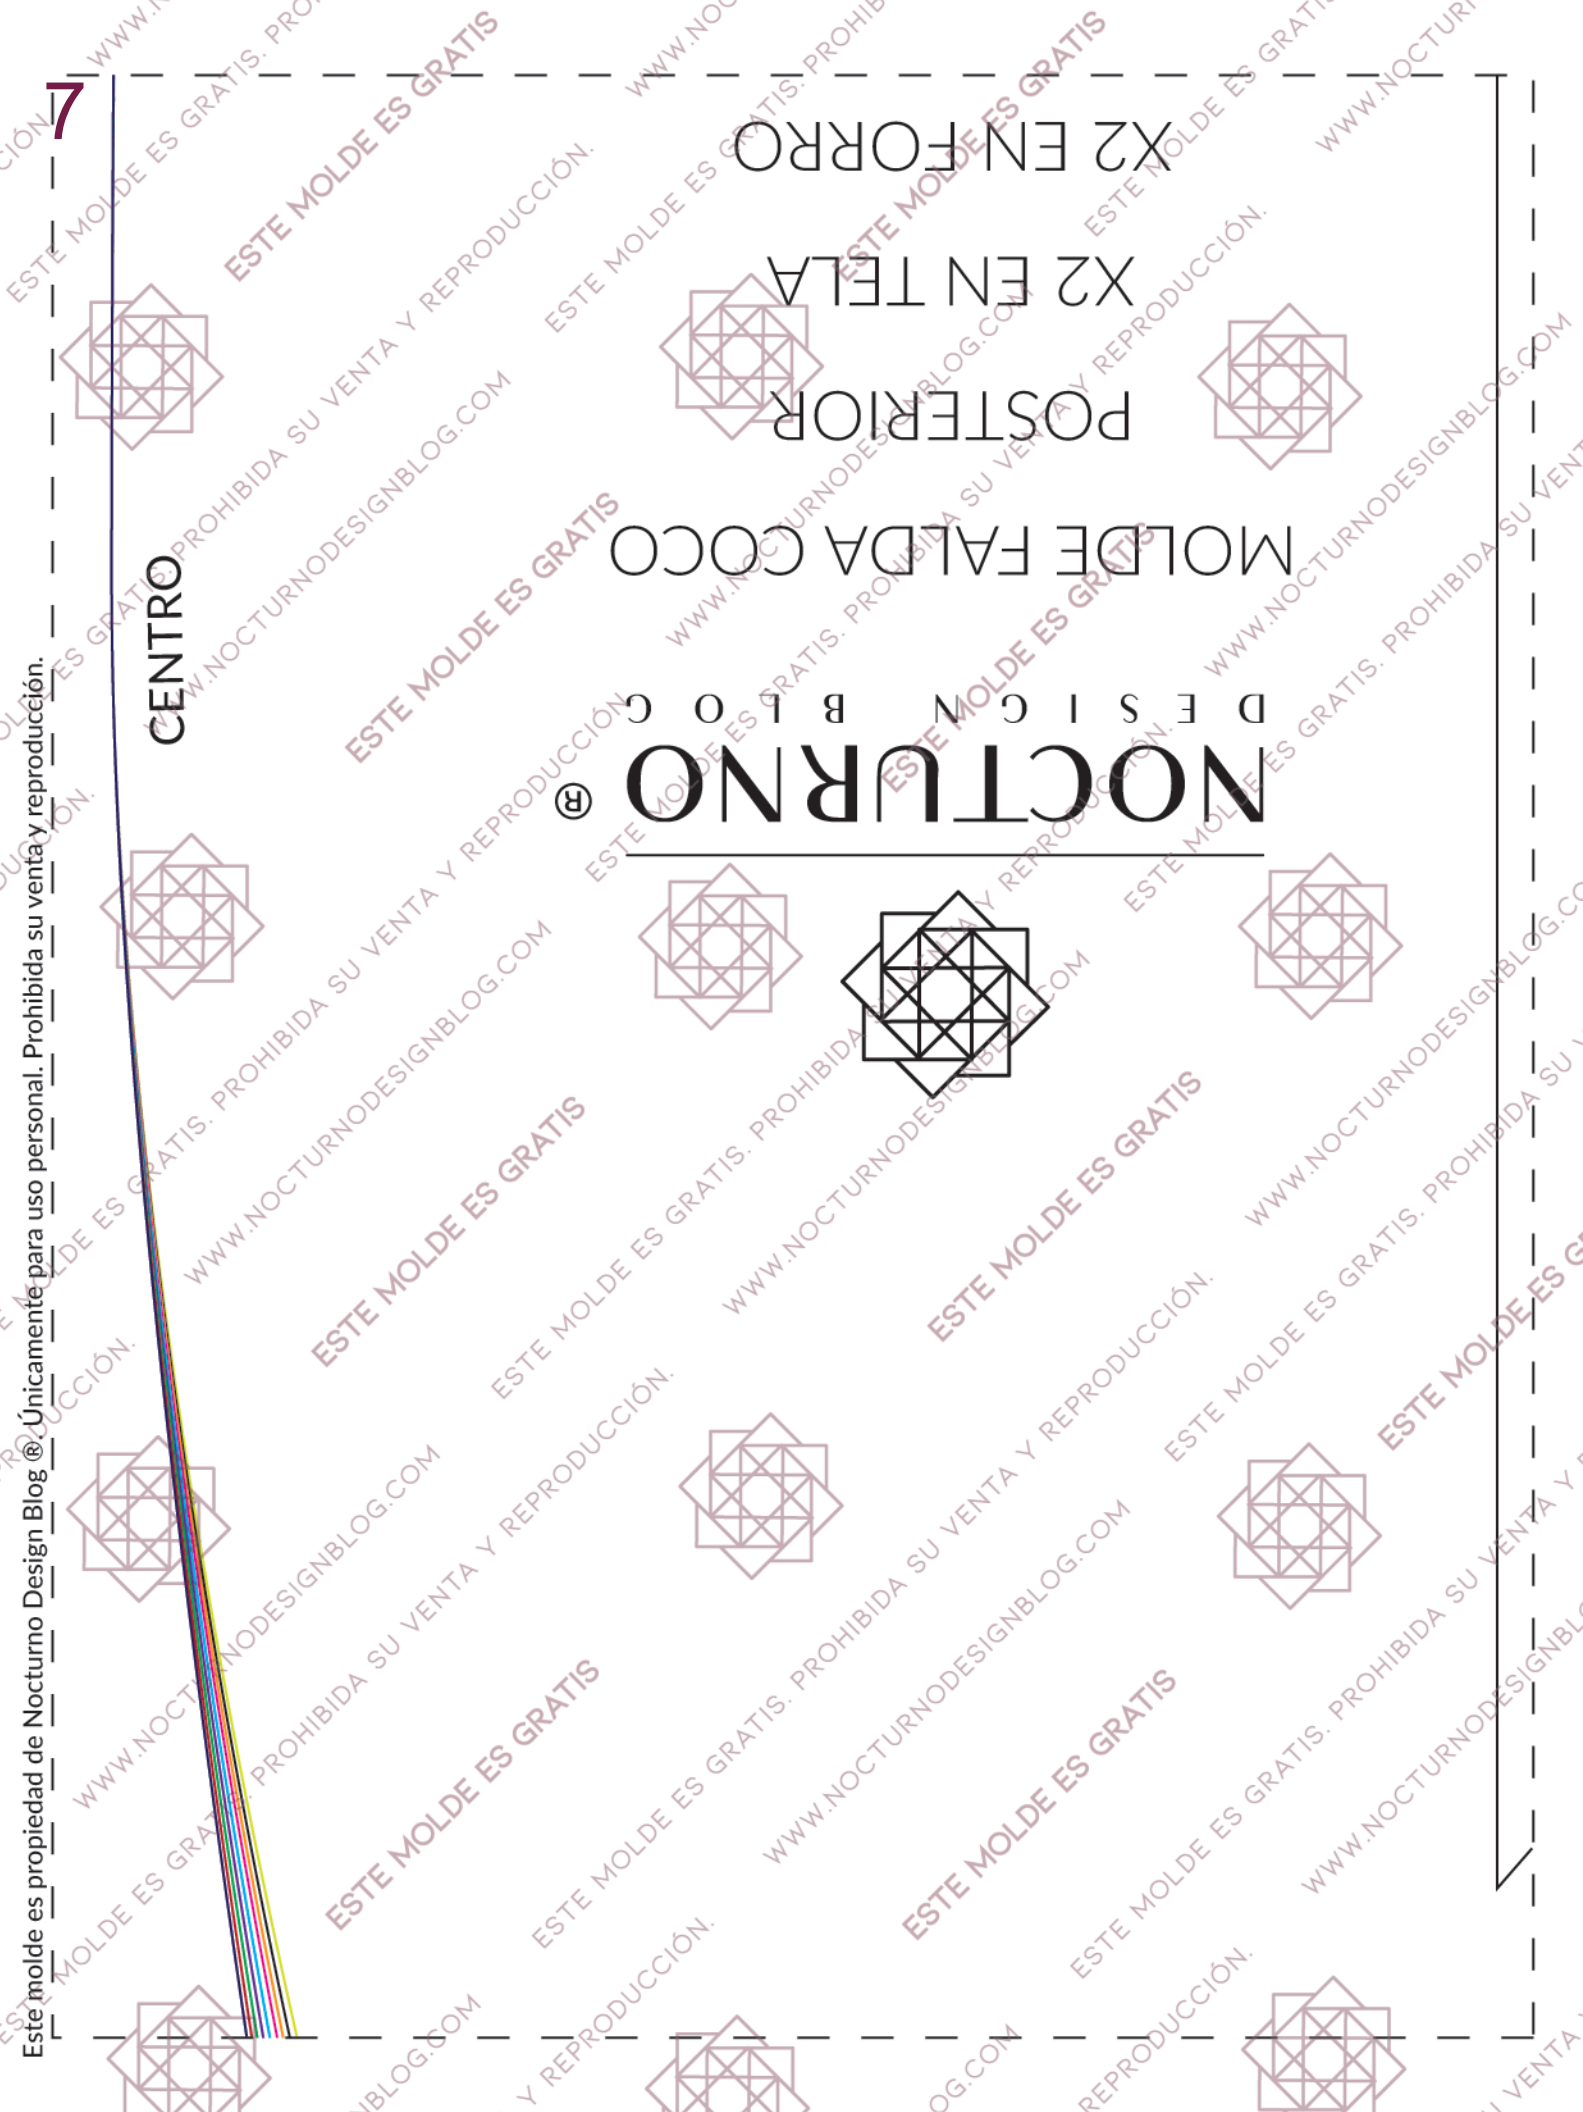 7
CENTRO
Este molde es propiedad de Nocturno Design Blog ®. Únicamente para uso personal. Prohibida su venta y reproducción.
NOCTURNO ®
DESIGN BLOG
MOLDE FALDA COCO
POSTERIOR
X2 EN TELA
X2 EN FORRO
ESTE MOLDE ES GRATIS
ESTE MOLDE ES GRATIS. PROHIBIDA SU VENTA Y REPRODUCCIÓN.
WWW.NOCTURNODESIGNBLOG.COM